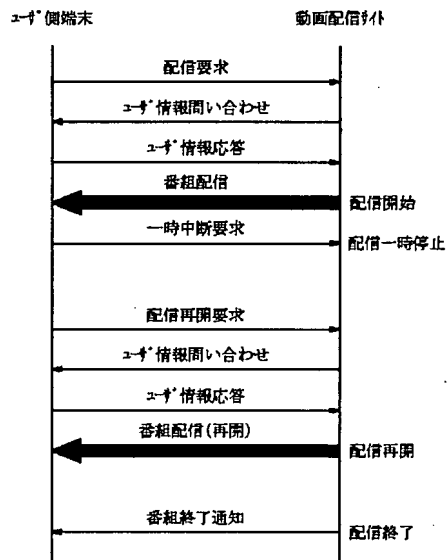 ユーザ側端末
動画配信サイト
配信要求
ユーザ情報問い合わせ
ユーザ情報応答
番組配信
配信開始
一時中断要求
配信一時停止
配信再開要求
ユーザ情報問い合わせ
ユーザ情報応答
番組配信(再開)
配信再開
番組終了通知
配信終了